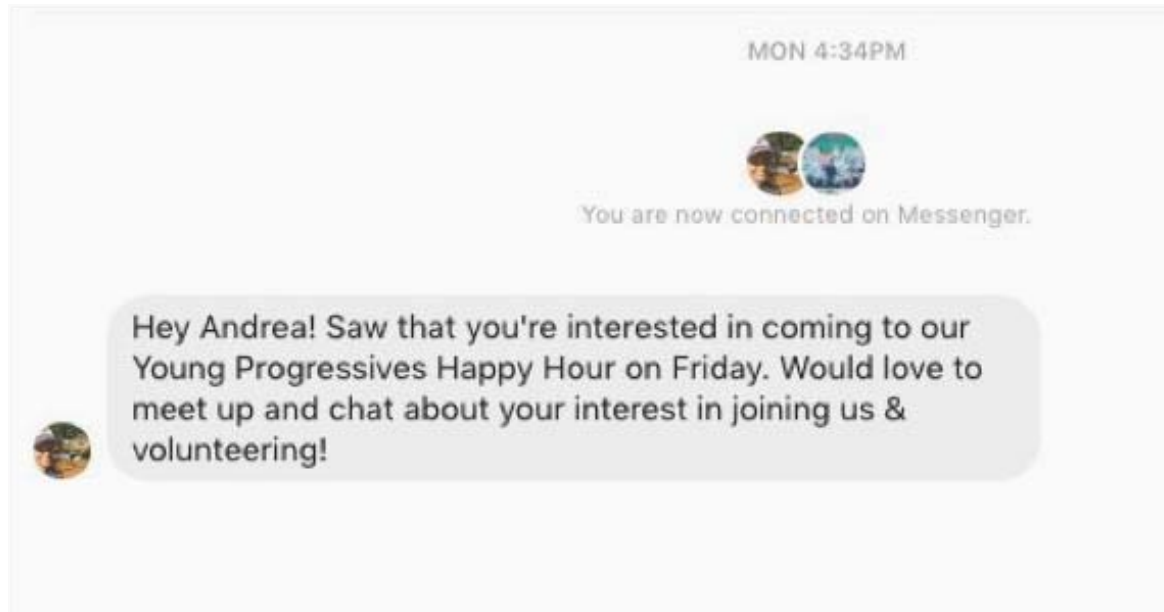 MON 4:34PM
You are now connected on Messenger.
Hey Andrea! Saw that you're interested in coming to our
Young Progressives Happy Hour on Friday. Would love to
meet up and chat about your interest in joining us &
volunteering!